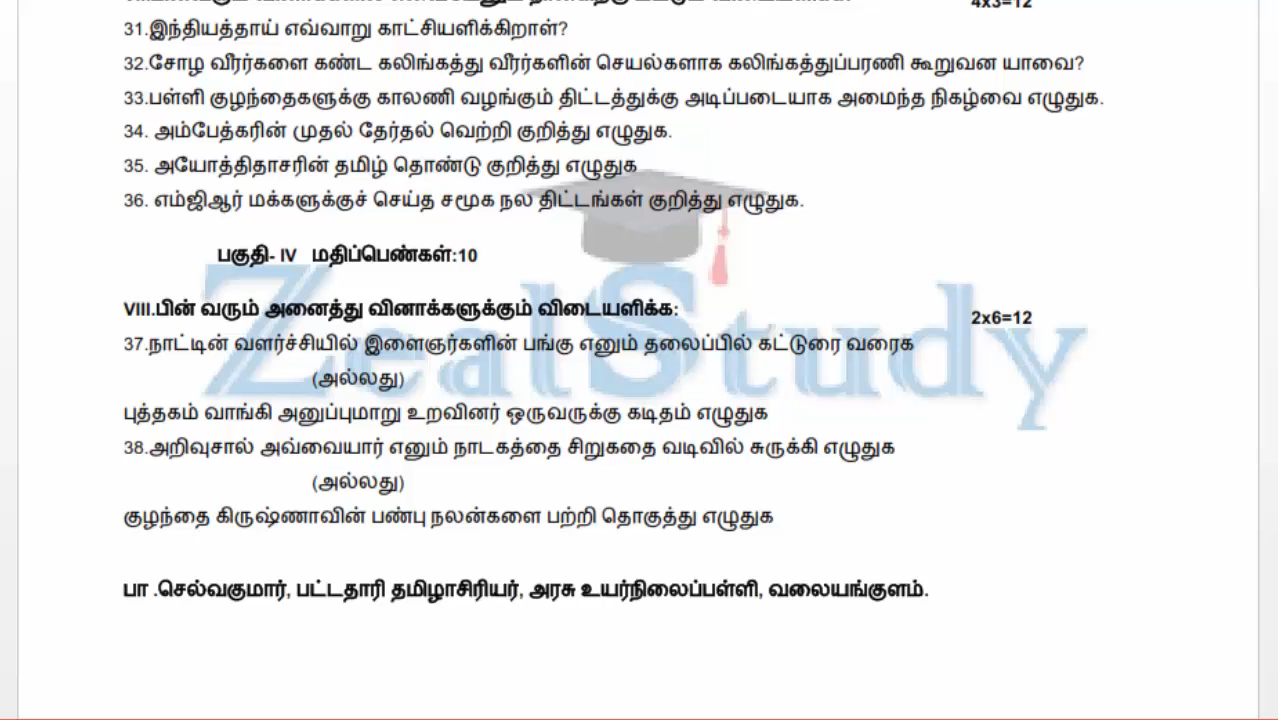 4x3=12
31.இந்தியத்தாய் எவ்வாறு காட்சியளிக்கிறாள்?
32.சோழ வீரர்களை கண்ட கலிங்கத்து வீரர்களின் செயல்களாக கலிங்கத்துப்பரணி கூறுவன யாவை?
33.பள்ளி குழந்தைகளுக்கு காலணி வழங்கும் திட்டத்துக்கு அடிப்படையாக அமைந்த நிகழ்வை எழுதுக.
34. அம்பேத்கரின் முதல் தேர்தல் வெற்றி குறித்து எழுதுக.
35. அயோத்திதாசரின் தமிழ் தொண்டு குறித்து எழுதுக
36. எம்ஜிஆர் மக்களுக்குச் செய்த சமூக நல திட்டங்கள் குறித்து எழுதுக.
பகுதி- IV மதிப்பெண்கள்:10
VIII.பின் வரும் அனைத்து வினாக்களுக்கும் விடையளிக்க: 2x6=12
37.நாட்டின் வளர்ச்சியில் இளைஞர்களின் பங்கு எனும் தலைப்பில் கட்டுரை வரைக
(அல்லது)
புத்தகம் வாங்கி அனுப்புமாறு உறவினர் ஒருவருக்கு கடிதம் எழுதுக
38.அறிவுசால் அவ்வையார் எனும் நாடகத்தை சிறுகதை வடிவில் சுருக்கி எழுதுக
(அல்லது)
குழந்தை கிருஷ்ணாவின் பண்பு நலன்களை பற்றி தொகுத்து எழுதுக
பா .செல்வகுமார், பட்டதாரி தமிழாசிரியர், அரசு உயர்நிலைப்பள்ளி, வலையங்குளம்.
ZealStudy